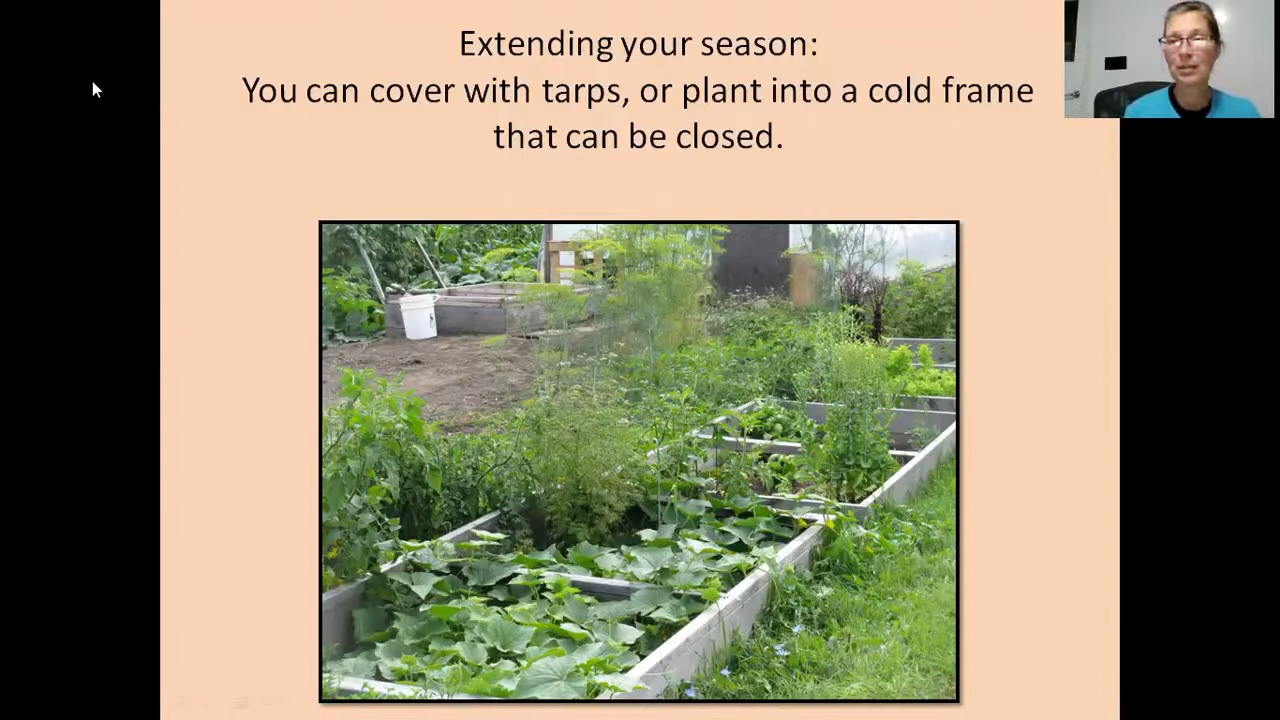 Extending your season:
You can cover with tarps, or plant into a cold frame
that can be closed.